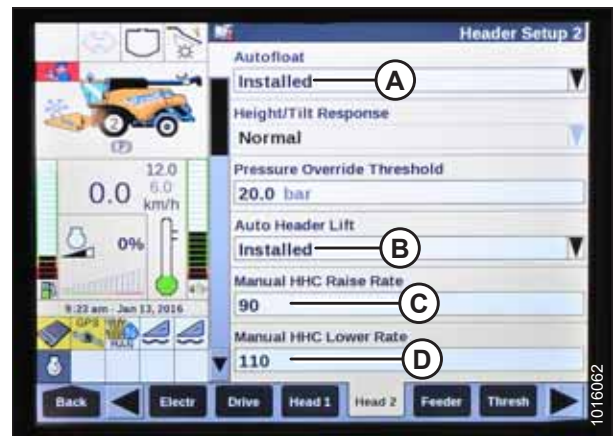 Header Setup 2
Autofloat
Installed
A
Height/Tilt Response
Normal
2
(P)
Pressure Override Threshold
20.0 bar
12.0
6.0
0.0 km/h
Auto Header Lift
Installed
B
0%
Manual HHC Raise Rate
90
C
9:23 am - Jan 13, 2016
GPS
Manual HHC Lower Rate
110
D
Back
Electr
Drive
Head 1
Head 2
Feeder
Thresh
1016062